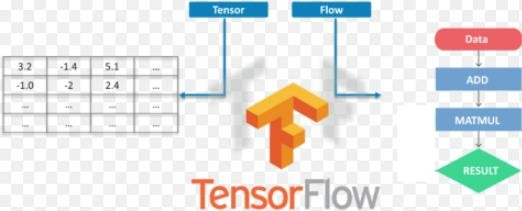 Tensor
Flow
3.2 -1.4 5.1 ...
-1.0 -2 2.4 ...
... ... ... ...
... ... ... ...
Data
ADD
MATMUL
RESULT
TensorFlow